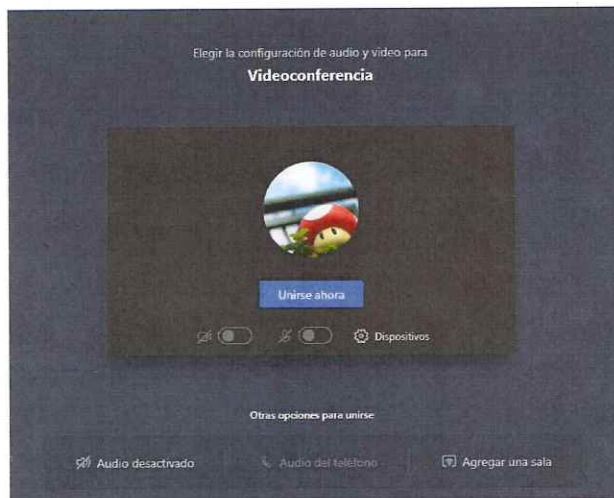 Elegir la configuración de audio y video para
Videoconferencia
Unirse ahora
Dispositivos
Otras opciones para unirse
Audio desactivado
Audio del teléfono
Agregar una sala